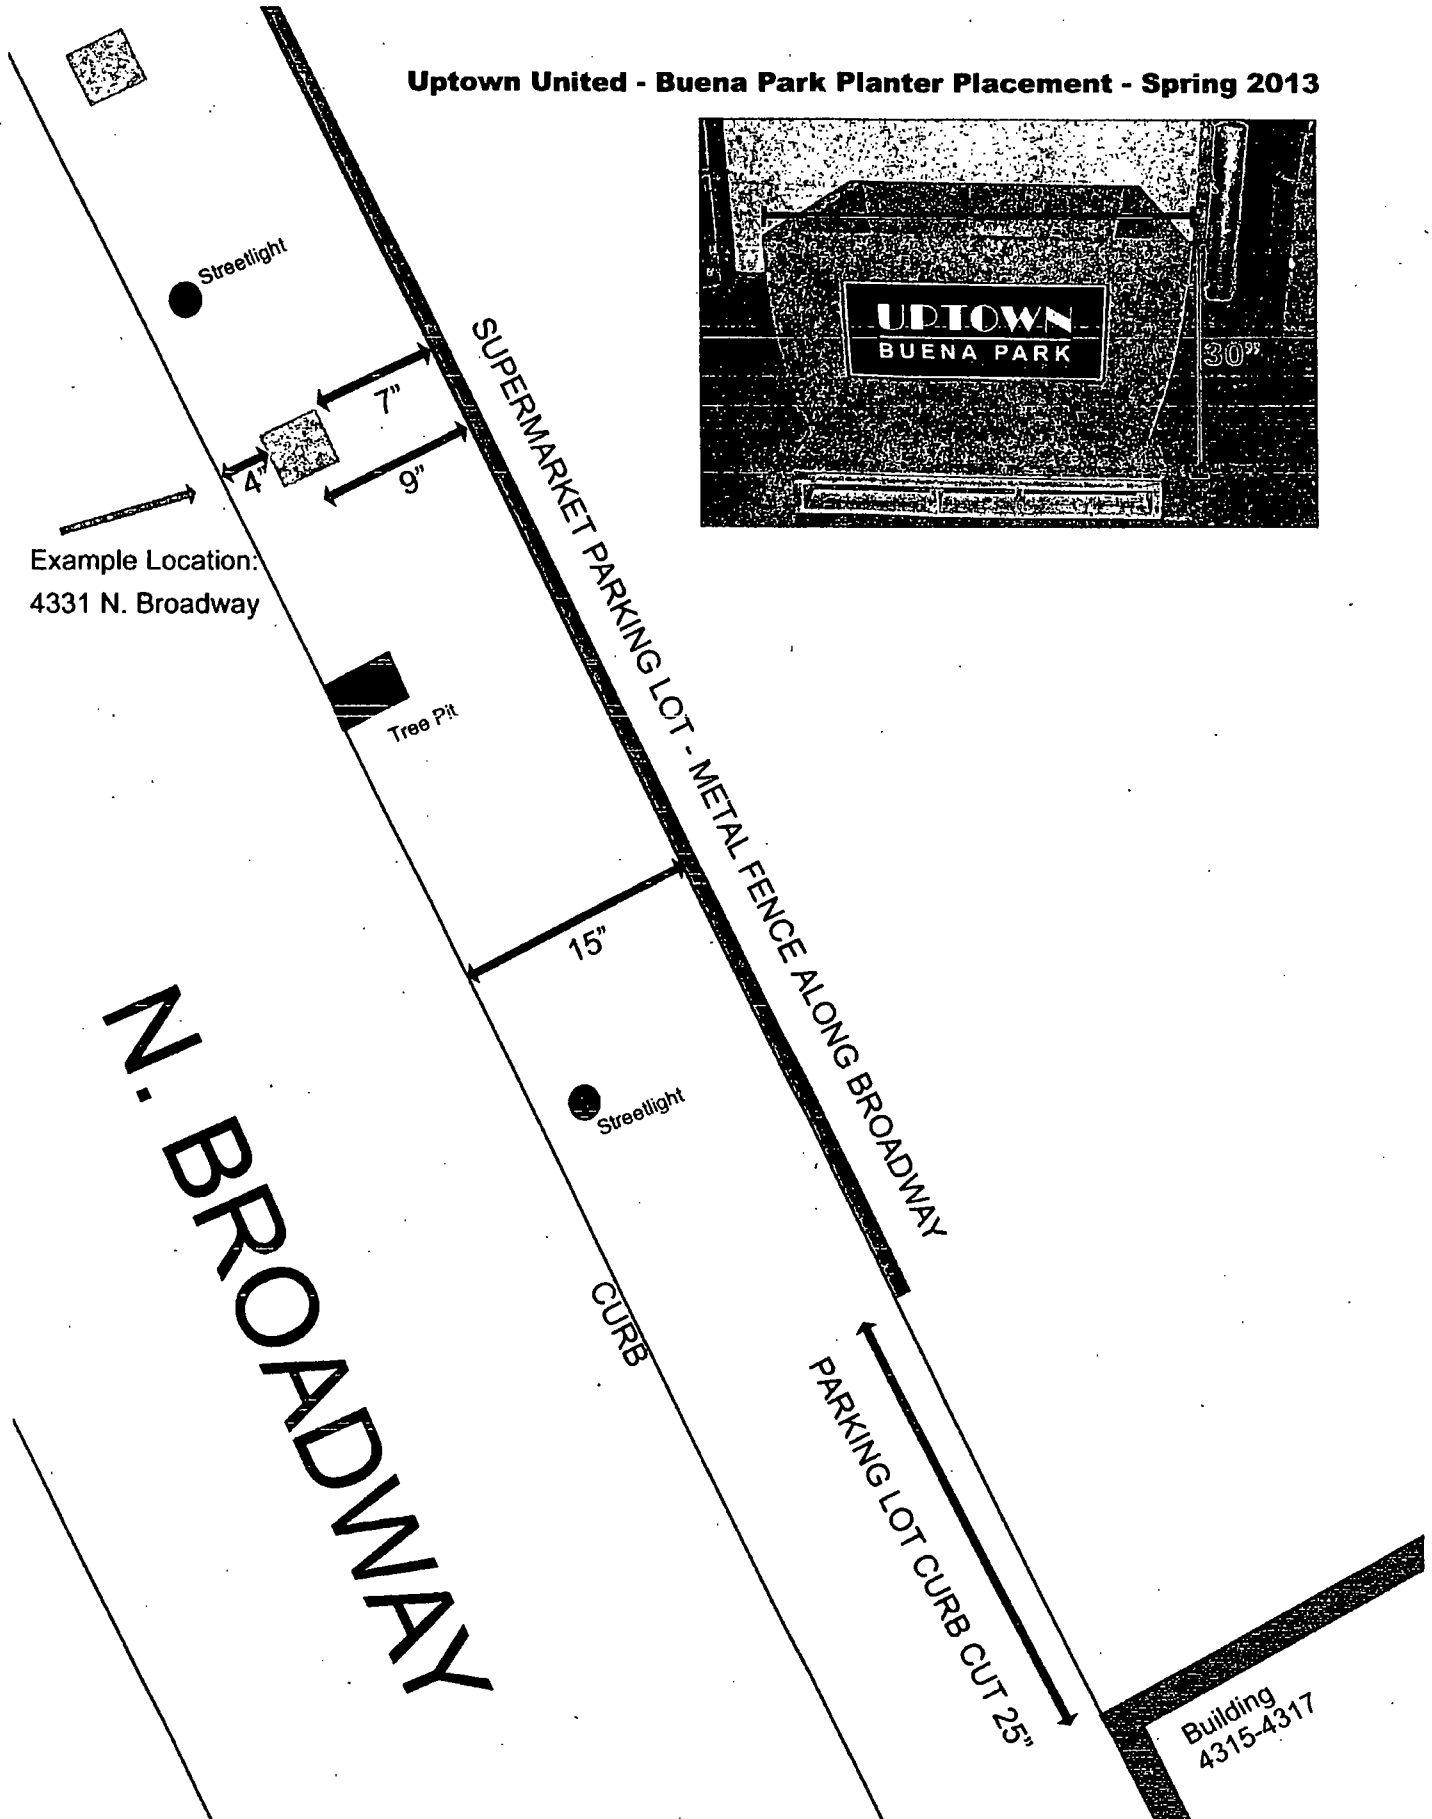 Uptown United - Buena Park Planter Placement - Spring 2013
UPTOWN
BUENA PARK
30"
Streetlight
7"
4"
9"
SUPERMARKET PARKING LOT - METAL FENCE ALONG BROADWAY
Example Location:
4331 N. Broadway
Tree Pit
15"
N. BROADWAY
Streetlight
CURB
PARKING LOT CURB CUT 25"
Building
4315-4317